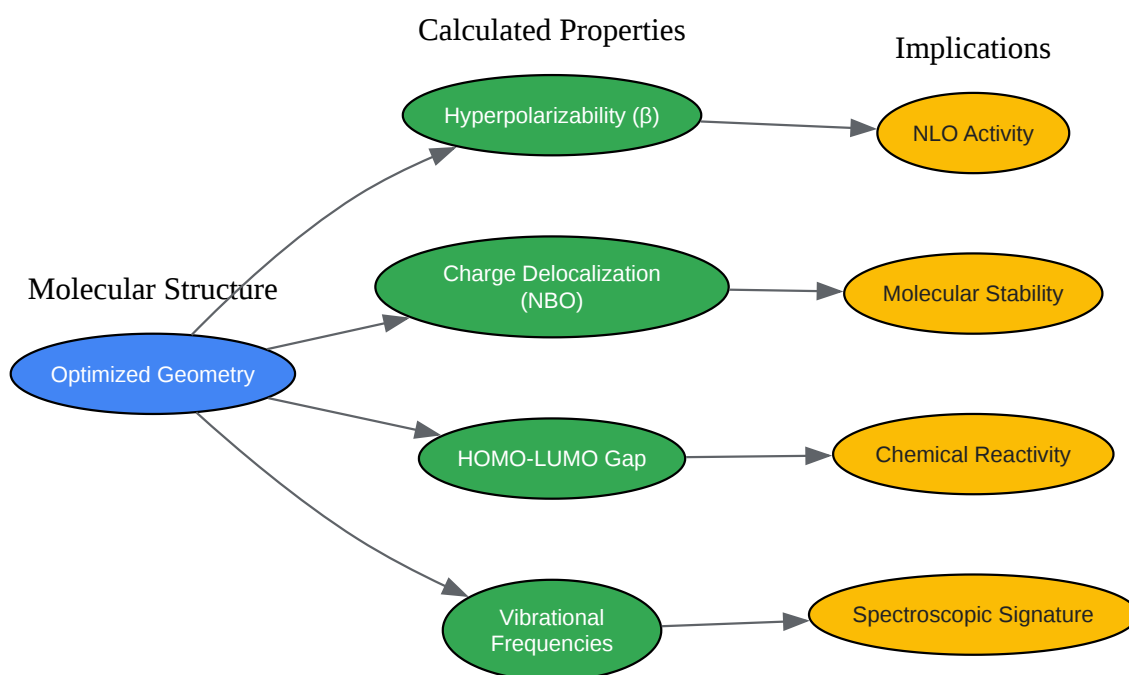 Calculated Properties
Implications
Hyperpolarizability (β)
NLO Activity
Charge Delocalization
(NBO)
Molecular Stability
Molecular Structure
Optimized Geometry
HOMO-LUMO Gap
Chemical Reactivity
Vibrational
Frequencies
Spectroscopic Signature